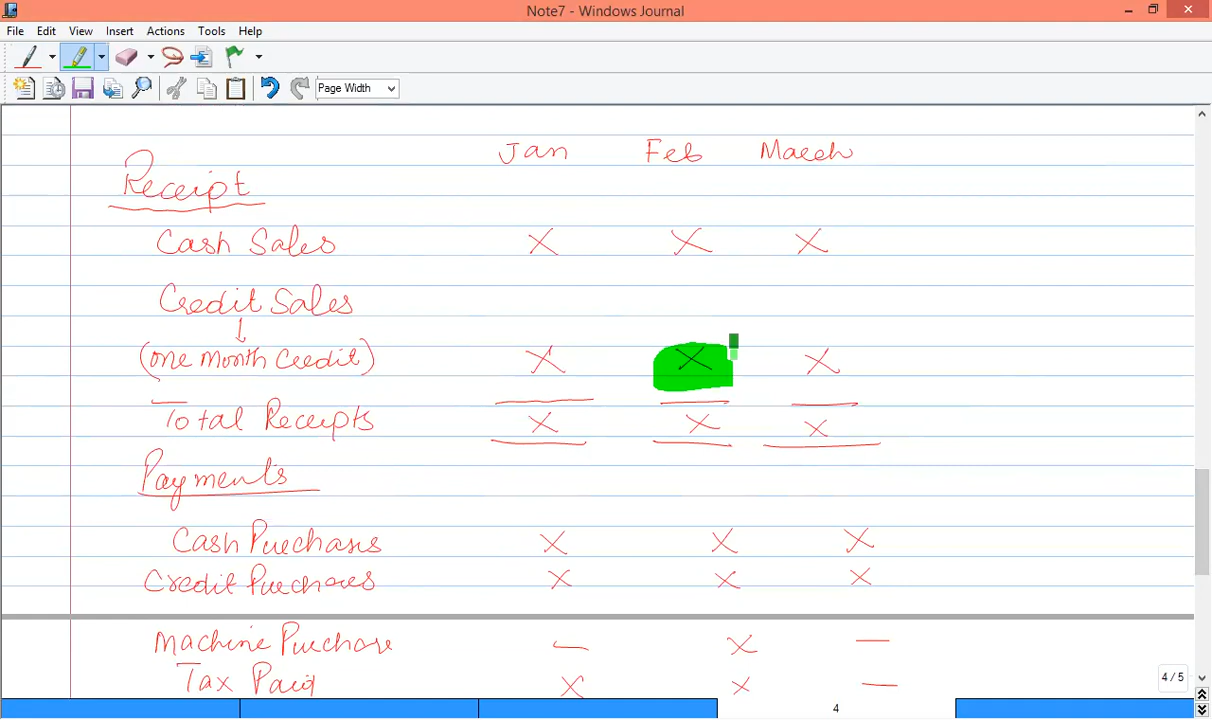 Note7 - Windows Journal
File Edit View Insert Actions Tools Help
Page Width
Jan Feb March
Receipt
Cash Sales X X X
Credit Sales
(one month Credit) X X X
Total Receipts X X X
Payments
Cash Purchases X X X
Credit Purchases X X X
Machine Purchase — X —
Tax Paid X X —
4/5
4